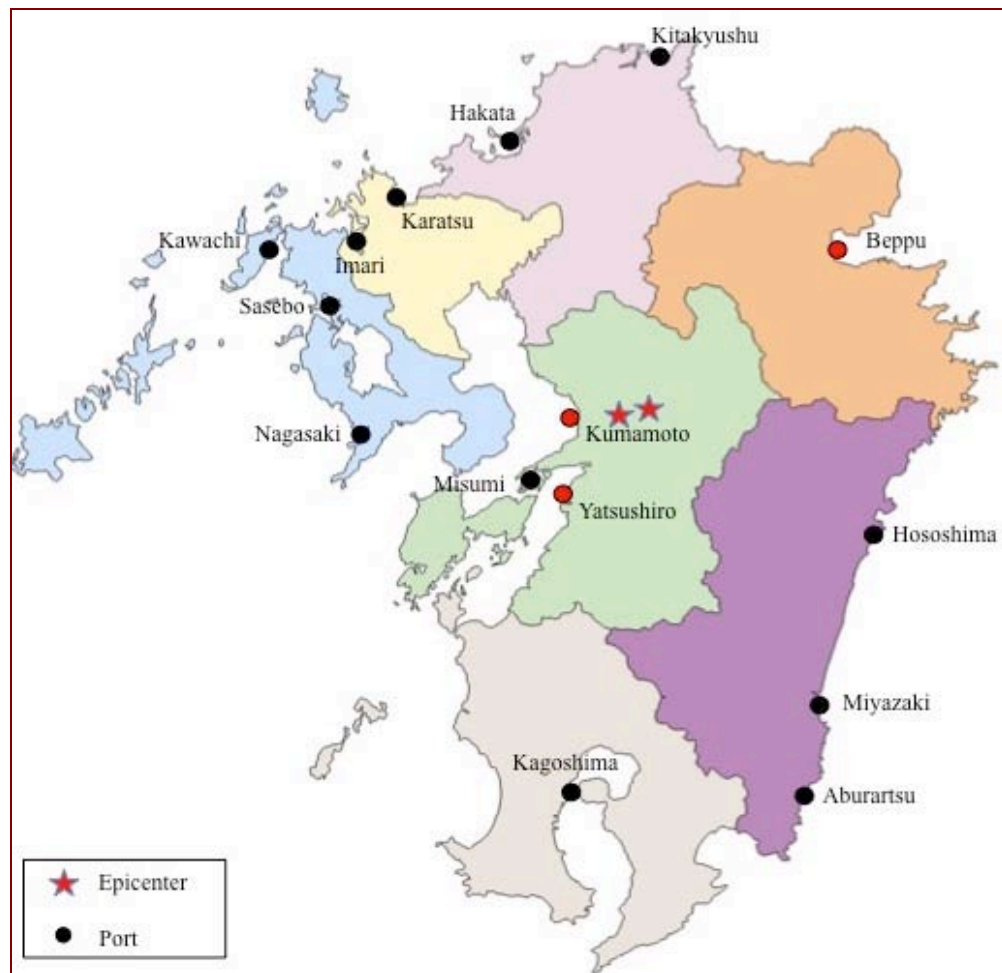 Kitakyushu
Hakata
Karatsu
Kawachi
Imari
Beppu
Sasebo
Nagasaki
Kumamoto
Misumi
Yatsushiro
Hososhima
Miyazaki
Kagoshima
Aburartsu
Epicenter
Port